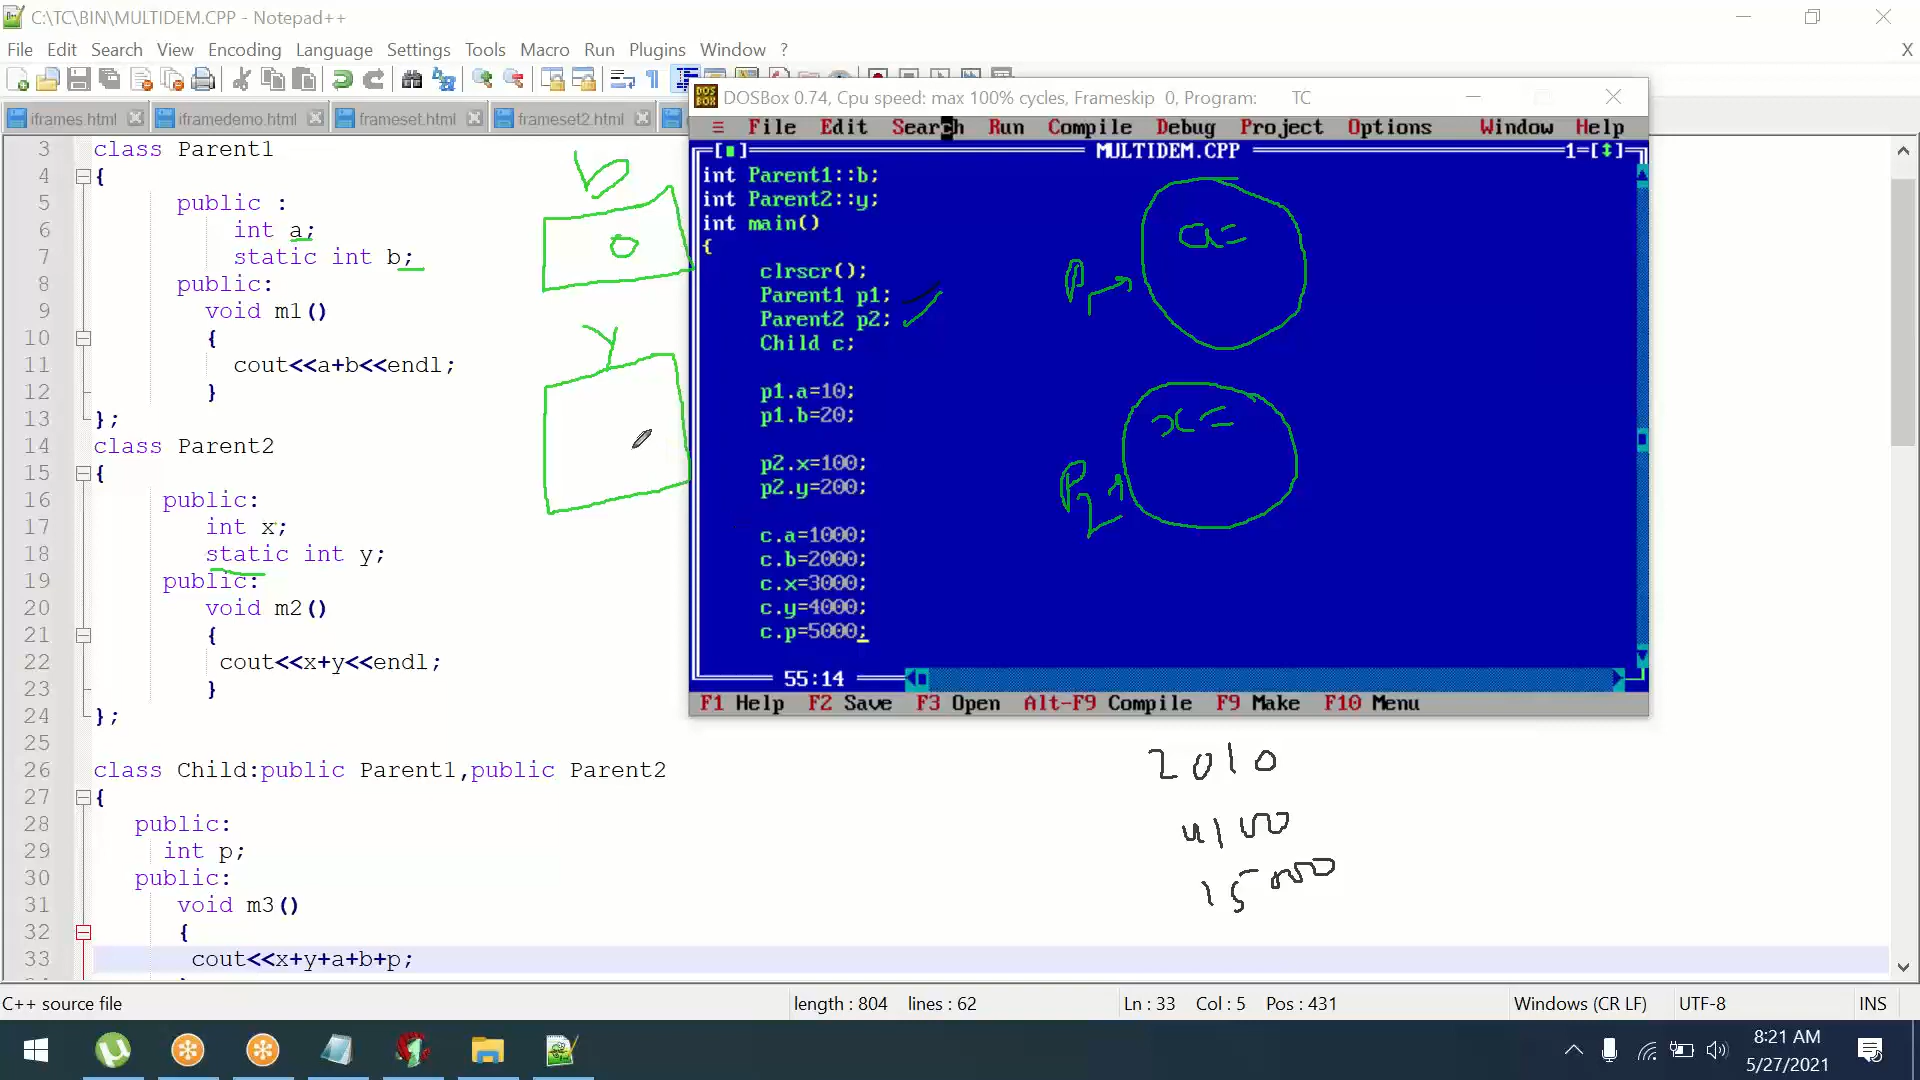 C:\TC\BIN\MULTIDEM.CPP - Notepad++
File Edit Search View Encoding Language Settings Tools Macro Run Plugins Window ? X
iframes.html iframedemo.html frameset.html frameset2.html
3 class Parent1
4 {
5 public :
6 int a;
7 static int b;
8 public:
9 void m1()
10 {
11 cout<<a+b<<endl;
12 }
13 };
14 class Parent2
15 {
16 public:
17 int x;
18 static int y;
19 public:
20 void m2()
21 {
22 cout<<x+y<<endl;
23 }
24 };
25
26 class Child:public Parent1,public Parent2
27 {
28 public:
29 int p;
30 public:
31 void m3()
32 {
33 cout<<x+y+a+b+p;
b
0
y
DOSBox 0.74, Cpu speed: max 100% cycles, Frameskip 0, Program: TC
≡ File Edit Search Run Compile Debug Project Options Window Help
[■] MULTIDEM.CPP 1=[↕]
int Parent1::b;
int Parent2::y;
int main()
{
clrscr();
Parent1 p1;
Parent2 p2;
Child c;
p1.a=10;
p1.b=20;
p2.x=100;
p2.y=200;
c.a=1000;
c.b=2000;
c.x=3000;
c.y=4000;
c.p=5000;
55:14
F1 Help F2 Save F3 Open Alt-F9 Compile F9 Make F10 Menu
a=
x=
P2
2010
4100
15000
C++ source file length : 804 lines : 62 Ln : 33 Col : 5 Pos : 431 Windows (CR LF) UTF-8 INS
8:21 AM
5/27/2021